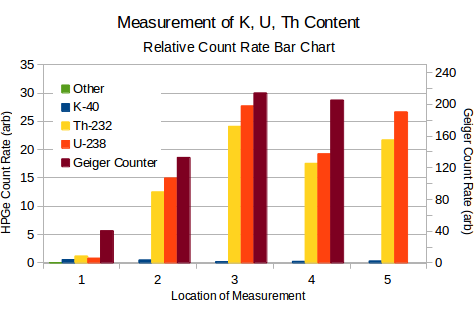 Measurement of K, U, Th Content
Relative Count Rate Bar Chart
HPGe Count Rate (arb)
35
30
25
20
15
10
5
0
Other
K-40
Th-232
U-238
Geiger Counter
240
200
160
120
80
40
0
Geiger Count Rate (arb)
1 2 3 4 5
Location of Measurement